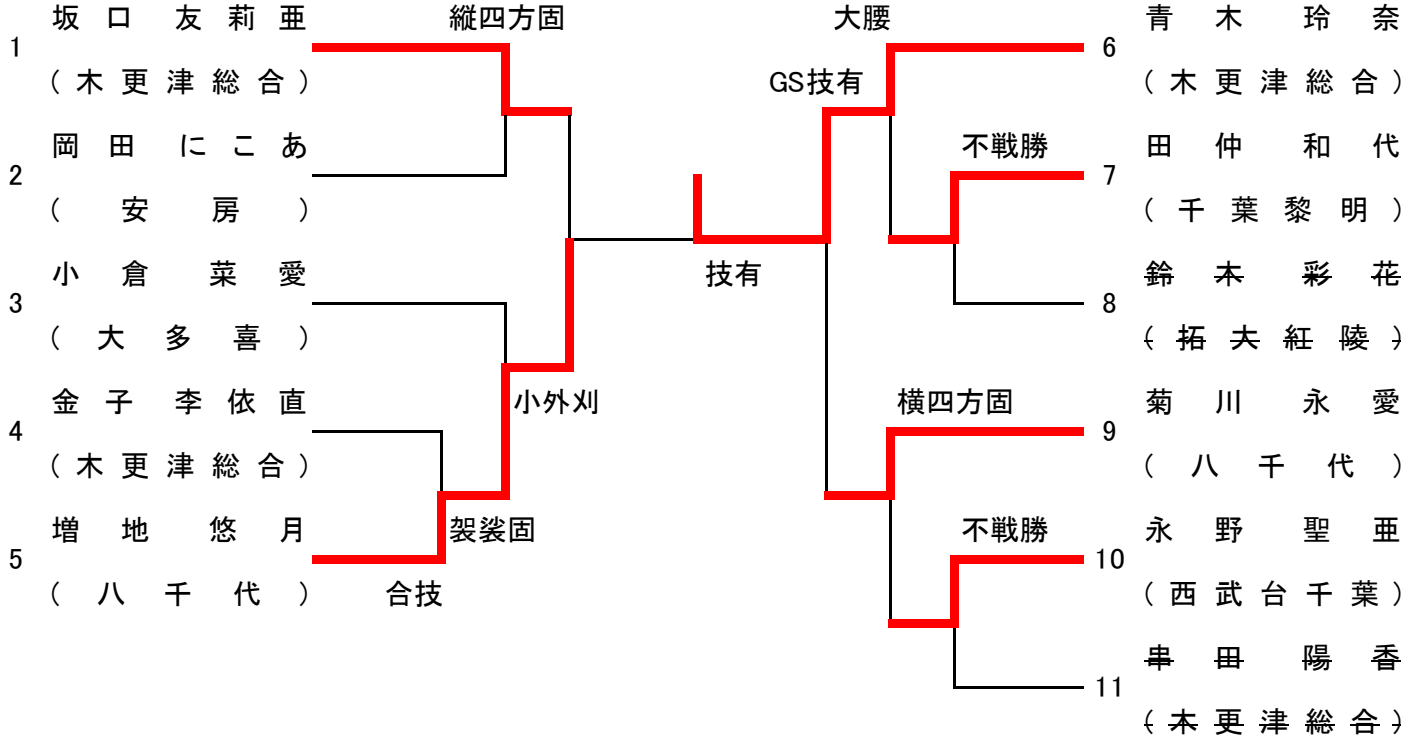 坂口 友莉亜
1
(木更津総合)
岡田 にこあ
2
(安房)
小倉 菜愛
3
(大多喜)
金子 李依直
4
(木更津総合)
増地 悠月
5
(八千代)
縦四方固
小外刈
袈裟固
合技
技有
大腰
GS技有
不戦勝
横四方固
不戦勝
青木 玲奈
6
(木更津総合)
田仲 和代
7
(千葉黎明)
鈴木 彩花
8
(拓大紅陵)
菊川 永愛
9
(八千代)
永野 聖亜
10
(西武台千葉)
串田 陽香
11
(木更津総合)